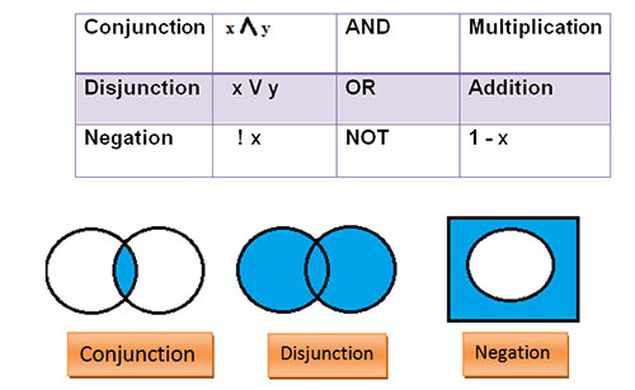 Conjunction x ∧ y AND Multiplication
Disjunction x V y OR Addition
Negation ! x NOT 1 - x
Conjunction Disjunction Negation